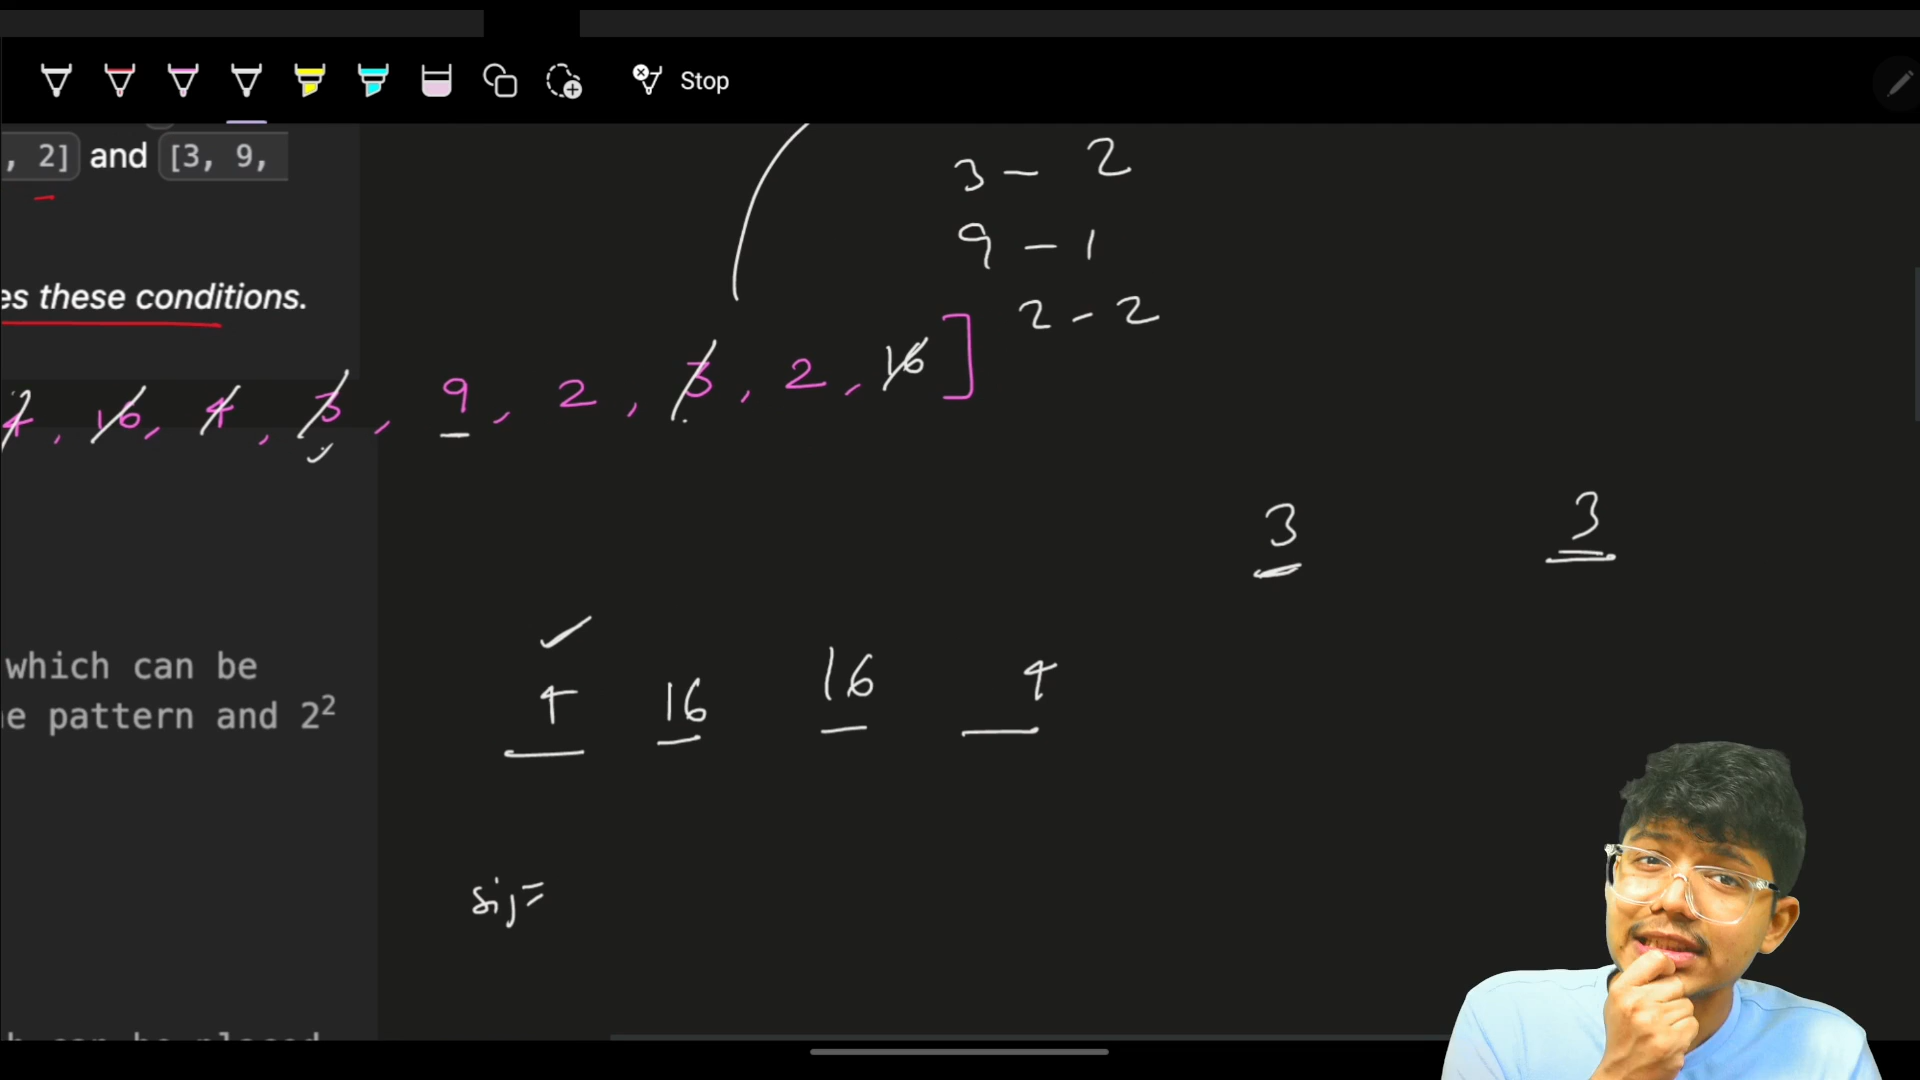 Stop
, 2] and [3, 9,
3 - 2
9 - 1
es these conditions.
2 - 2
4, 16, 4, 3, 9, 2, 3, 2, 16]
3 3
which can be
4 16 16 4
e pattern and 2²